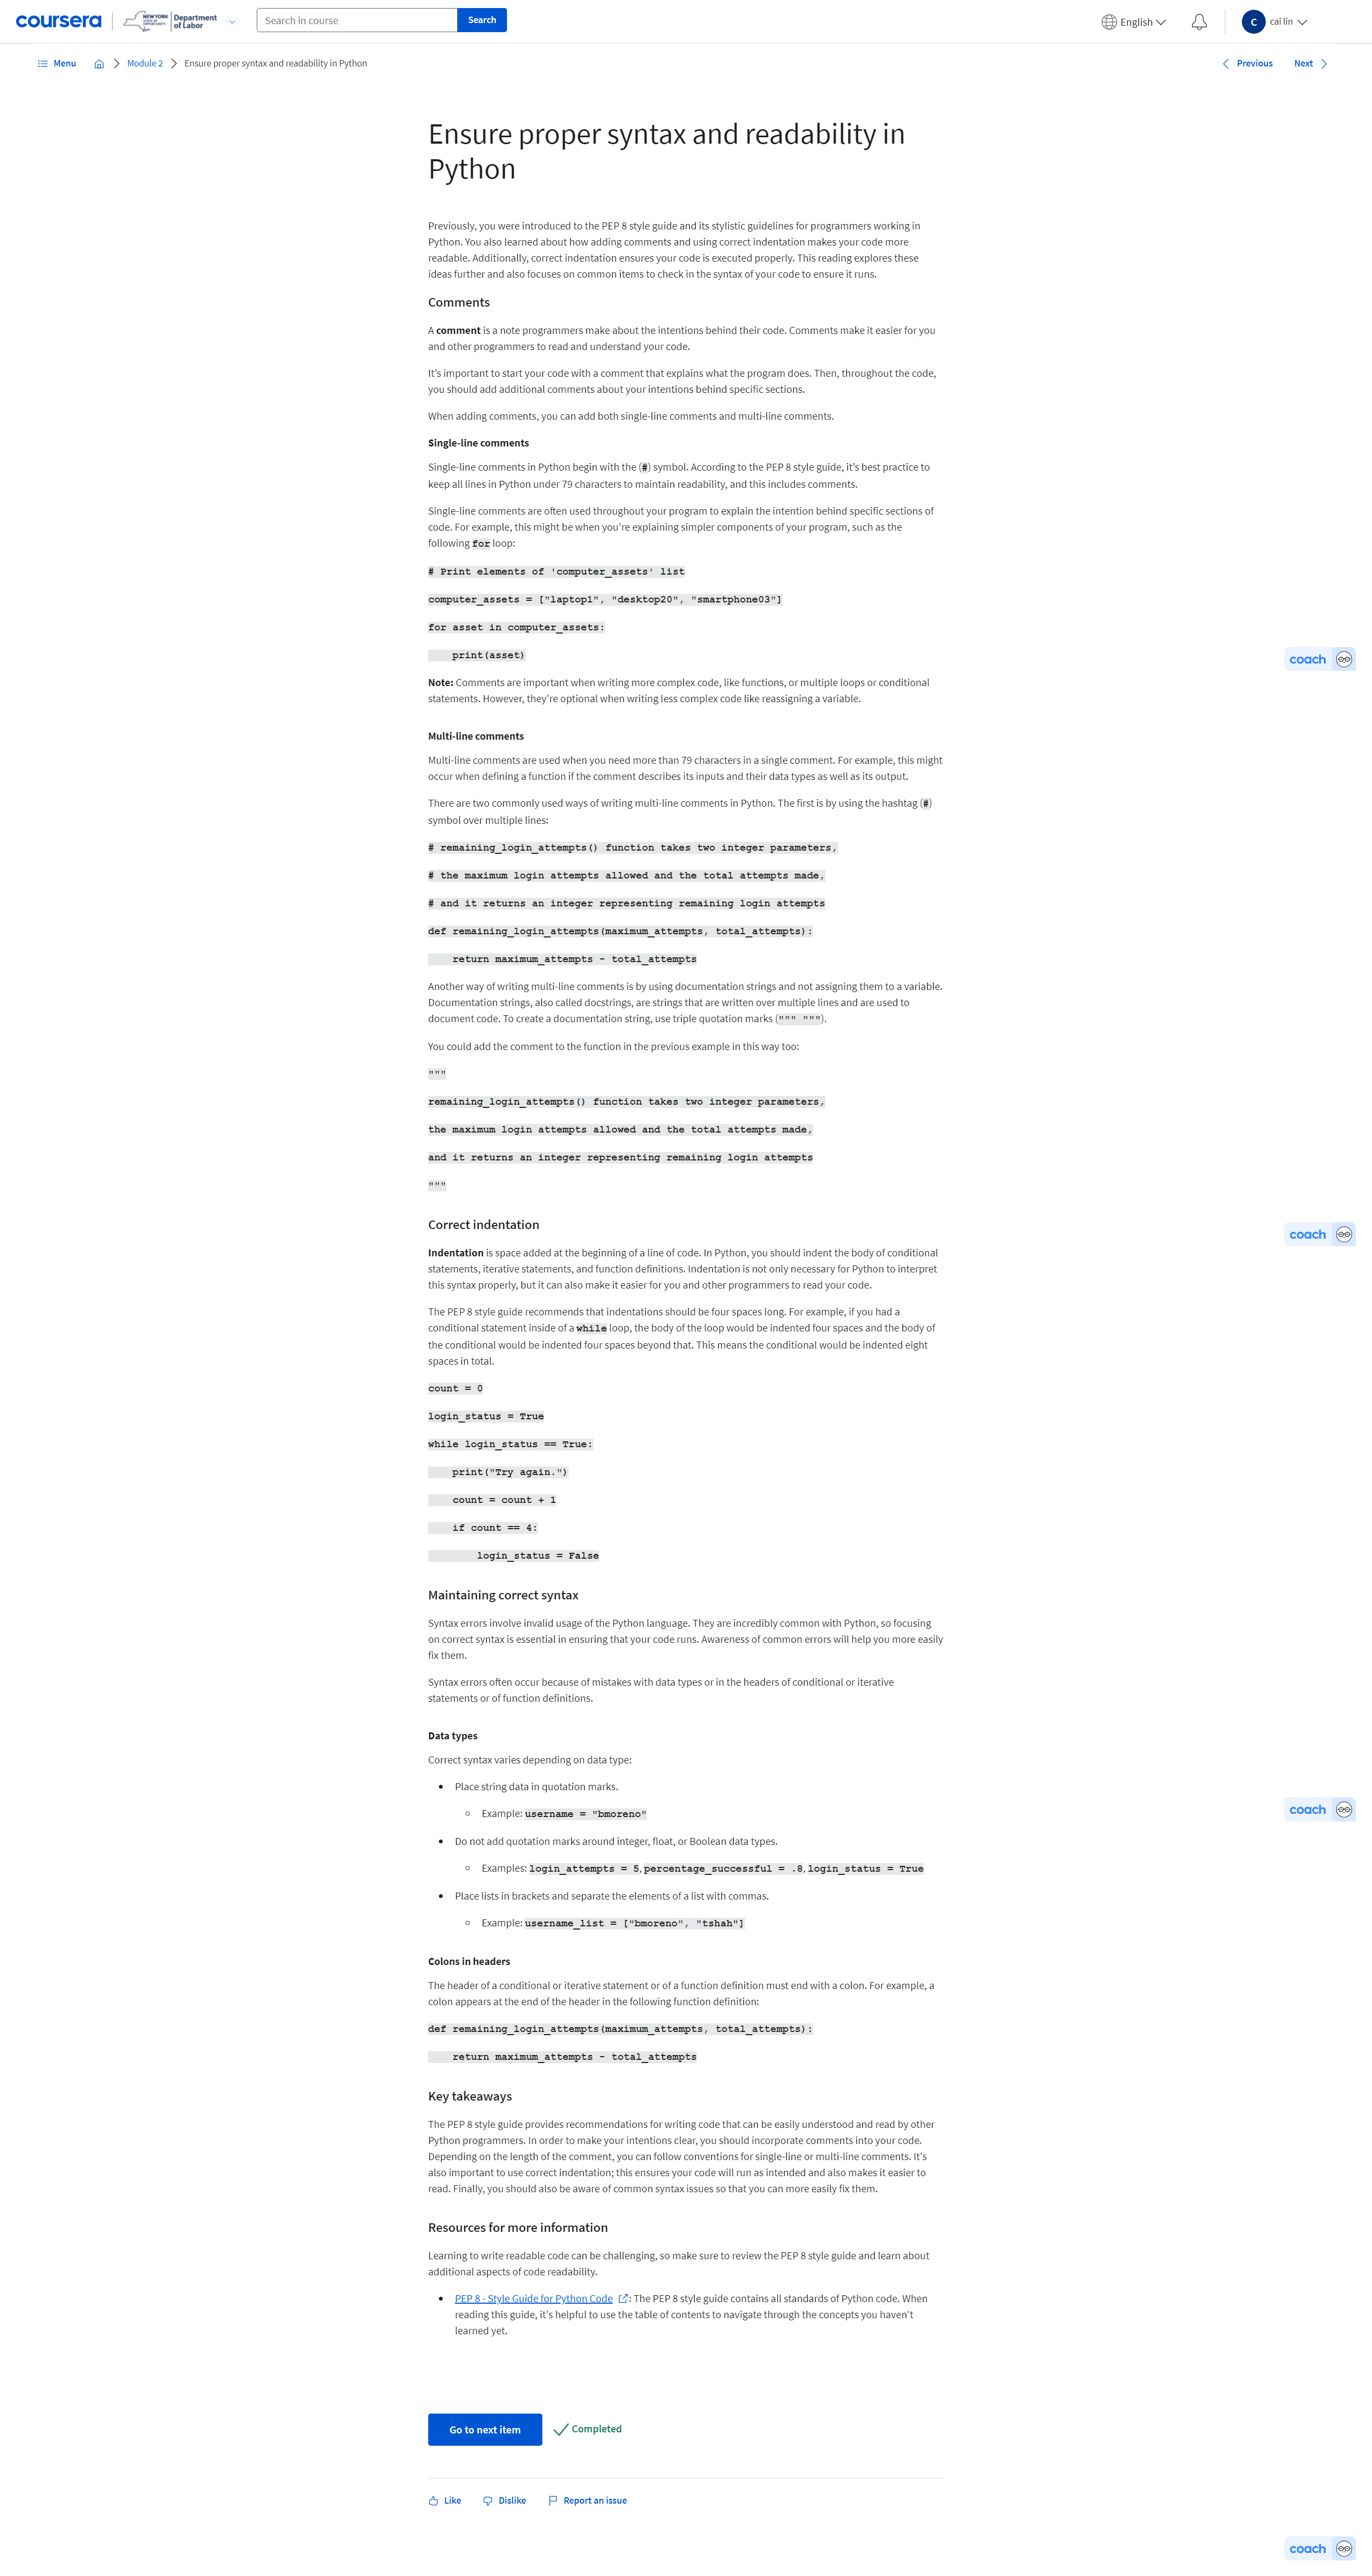 coursera
NEW YORK
STATE OF
OPPORTUNITY.
Department
of Labor
Search in course
Search
English
C
cai lin
Menu
Module 2
Ensure proper syntax and readability in Python
Previous
Next
Ensure proper syntax and readability in
Python
Previously, you were introduced to the PEP 8 style guide and its stylistic guidelines for programmers working in
Python. You also learned about how adding comments and using correct indentation makes your code more
readable. Additionally, correct indentation ensures your code is executed properly. This reading explores these
ideas further and also focuses on common items to check in the syntax of your code to ensure it runs.
Comments
A comment is a note programmers make about the intentions behind their code. Comments make it easier for you
and other programmers to read and understand your code.
It's important to start your code with a comment that explains what the program does. Then, throughout the code,
you should add additional comments about your intentions behind specific sections.
When adding comments, you can add both single-line comments and multi-line comments.
Single-line comments
Single-line comments in Python begin with the (#) symbol. According to the PEP 8 style guide, it's best practice to
keep all lines in Python under 79 characters to maintain readability, and this includes comments.
Single-line comments are often used throughout your program to explain the intention behind specific sections of
code. For example, this might be when you're explaining simpler components of your program, such as the
following for loop:
# Print elements of 'computer_assets' list
computer_assets = ["laptop1", "desktop20", "smartphone03"]
for asset in computer_assets:
    print(asset)
coach
Note: Comments are important when writing more complex code, like functions, or multiple loops or conditional
statements. However, they're optional when writing less complex code like reassigning a variable.
Multi-line comments
Multi-line comments are used when you need more than 79 characters in a single comment. For example, this might
occur when defining a function if the comment describes its inputs and their data types as well as its output.
There are two commonly used ways of writing multi-line comments in Python. The first is by using the hashtag (#)
symbol over multiple lines:
# remaining_login_attempts() function takes two integer parameters,
# the maximum login attempts allowed and the total attempts made,
# and it returns an integer representing remaining login attempts
def remaining_login_attempts(maximum_attempts, total_attempts):
    return maximum_attempts - total_attempts
Another way of writing multi-line comments is by using documentation strings and not assigning them to a variable.
Documentation strings, also called docstrings, are strings that are written over multiple lines and are used to
document code. To create a documentation string, use triple quotation marks (""" """).
You could add the comment to the function in the previous example in this way too:
"""
remaining_login_attempts() function takes two integer parameters,
the maximum login attempts allowed and the total attempts made,
and it returns an integer representing remaining login attempts
"""
Correct indentation
coach
Indentation is space added at the beginning of a line of code. In Python, you should indent the body of conditional
statements, iterative statements, and function definitions. Indentation is not only necessary for Python to interpret
this syntax properly, but it can also make it easier for you and other programmers to read your code.
The PEP 8 style guide recommends that indentations should be four spaces long. For example, if you had a
conditional statement inside of a while loop, the body of the loop would be indented four spaces and the body of
the conditional would be indented four spaces beyond that. This means the conditional would be indented eight
spaces in total.
count = 0
login_status = True
while login_status == True:
    print("Try again.")
    count = count + 1
    if count == 4:
        login_status = False
Maintaining correct syntax
Syntax errors involve invalid usage of the Python language. They are incredibly common with Python, so focusing
on correct syntax is essential in ensuring that your code runs. Awareness of common errors will help you more easily
fix them.
Syntax errors often occur because of mistakes with data types or in the headers of conditional or iterative
statements or of function definitions.
Data types
Correct syntax varies depending on data type:
Place string data in quotation marks.
Example: username = "bmoreno"
coach
Do not add quotation marks around integer, float, or Boolean data types.
Examples: login_attempts = 5, percentage_successful = .8, login_status = True
Place lists in brackets and separate the elements of a list with commas.
Example: username_list = ["bmoreno", "tshah"]
Colons in headers
The header of a conditional or iterative statement or of a function definition must end with a colon. For example, a
colon appears at the end of the header in the following function definition:
def remaining_login_attempts(maximum_attempts, total_attempts):
    return maximum_attempts - total_attempts
Key takeaways
The PEP 8 style guide provides recommendations for writing code that can be easily understood and read by other
Python programmers. In order to make your intentions clear, you should incorporate comments into your code.
Depending on the length of the comment, you can follow conventions for single-line or multi-line comments. It's
also important to use correct indentation; this ensures your code will run as intended and also makes it easier to
read. Finally, you should also be aware of common syntax issues so that you can more easily fix them.
Resources for more information
Learning to write readable code can be challenging, so make sure to review the PEP 8 style guide and learn about
additional aspects of code readability.
PEP 8 - Style Guide for Python Code : The PEP 8 style guide contains all standards of Python code. When
reading this guide, it's helpful to use the table of contents to navigate through the concepts you haven't
learned yet.
Go to next item
Completed
Like
Dislike
Report an issue
coach